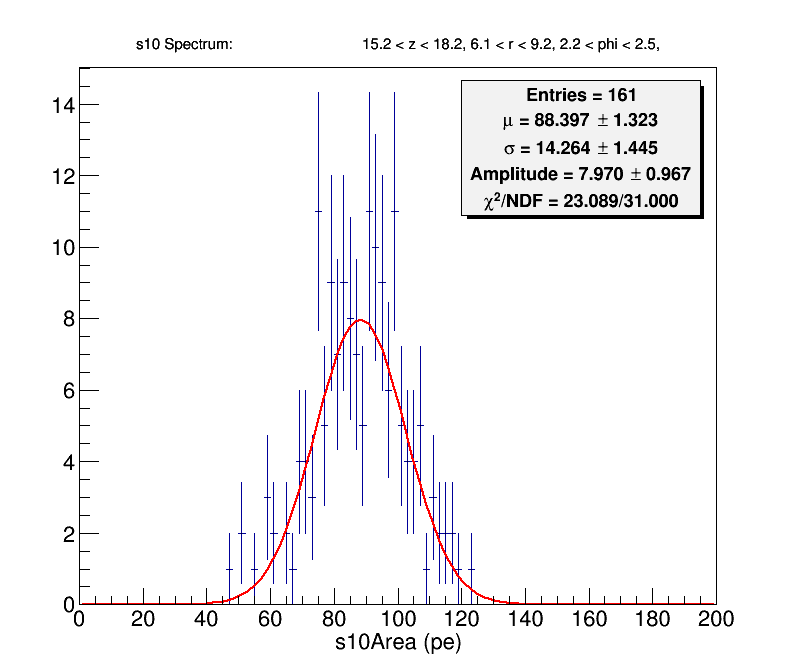 s10 Spectrum: 15.2 < z < 18.2, 6.1 < r < 9.2, 2.2 < phi < 2.5,
Entries = 161
μ = 88.397 ± 1.323
σ = 14.264 ± 1.445
Amplitude = 7.970 ± 0.967
χ²/NDF = 23.089/31.000
14
12
10
8
6
4
2
0
0 20 40 60 80 100 120 140 160 180 200
s10Area (pe)